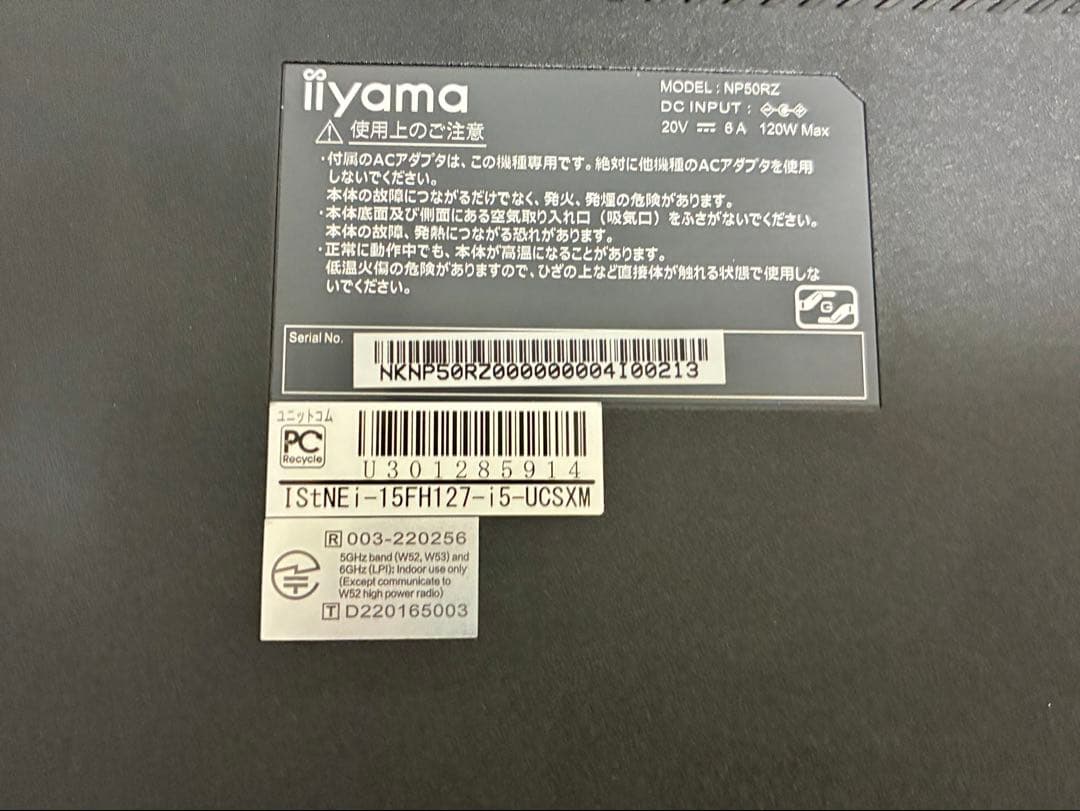 iiyama
MODEL : NP50RZ
DC INPUT :
20V 6A 120W Max
使用上のご注意
・付属のACアダプタは、この機種専用です。絶対に他機種のACアダプタを使用
しないでください。
本体の故障につながるだけでなく、発火、発煙の危険があります。
・本体底面及び側面にある空気取り入れ口（吸気口）をふさがないでください。
本体の故障、発熱につながる恐れがあります。
・正常に動作中でも、本体が高温になることがあります。
低温火傷の危険がありますので、ひざの上など直接体が触れる状態で使用しな
いでください。
G
Serial No.
NKNP50RZ000000004I00213
ユニットコム
PC
Recycle
U301285914
IStNEi-15FH127-i5-UCSXM
R 003-220256
5GHz band (W52, W53) and
6GHz (LPI): Indoor use only
(Except communicate to
W52 high power radio)
T D220165003